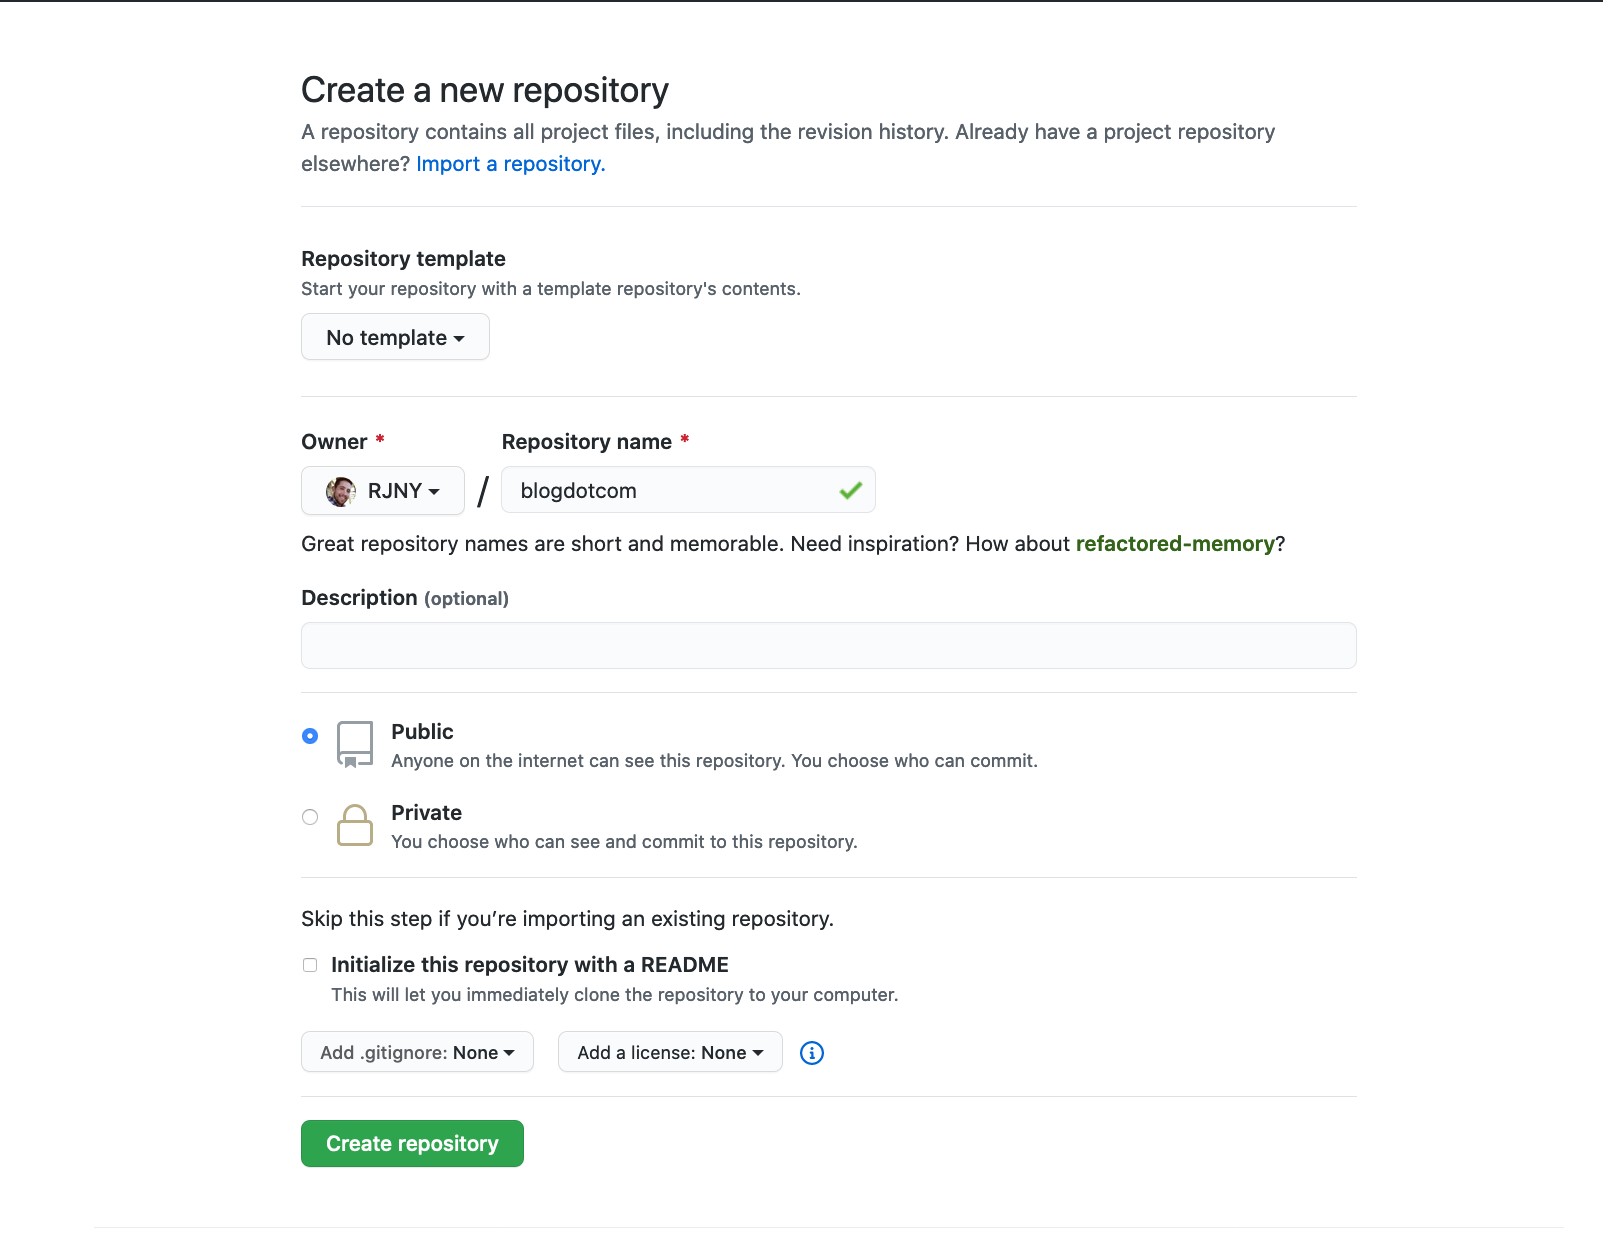 Create a new repository
A repository contains all project files, including the revision history. Already have a project repository
elsewhere? Import a repository.
Repository template
Start your repository with a template repository's contents.
No template
Owner * Repository name *
RJNY / blogdotcom
Great repository names are short and memorable. Need inspiration? How about refactored-memory?
Description (optional)
Public
Anyone on the internet can see this repository. You choose who can commit.
Private
You choose who can see and commit to this repository.
Skip this step if you’re importing an existing repository.
Initialize this repository with a README
This will let you immediately clone the repository to your computer.
Add .gitignore: None Add a license: None
Create repository